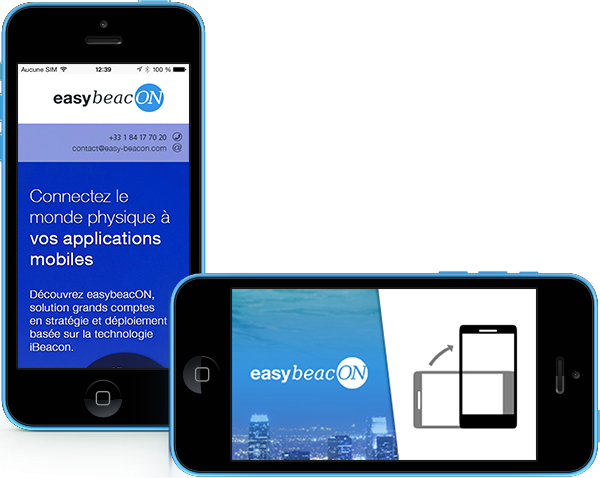 Aucune SIM 12:39 100 %
easybeacON
+33 1 84 17 70 20
contact@easy-beacon.com
Connectez le
monde physique à
vos applications
mobiles
Découvrez easybeacON,
solution grands comptes
en stratégie et déploiement
basée sur la technologie
iBeacon.
easybeacON